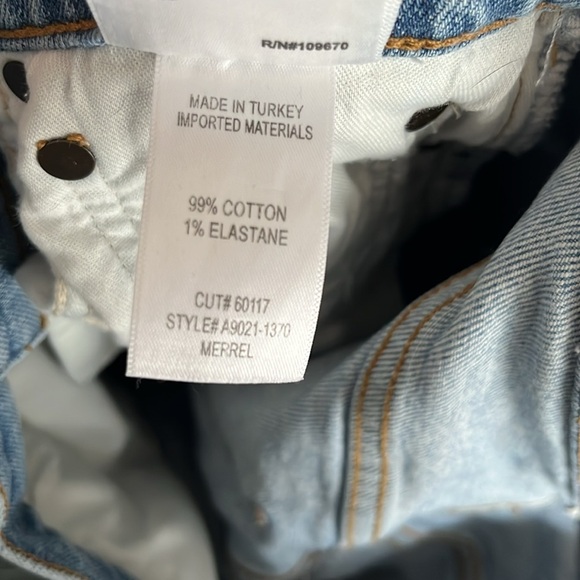 R/N#109670
MADE IN TURKEY
IMPORTED MATERIALS
99% COTTON
1% ELASTANE
CUT# 60117
STYLE# A9021-1370
MERREL